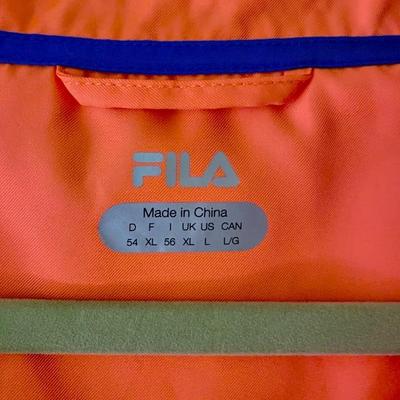 FILA
Made in China
D F I UK US CAN
54 XL 56 XL L L/G